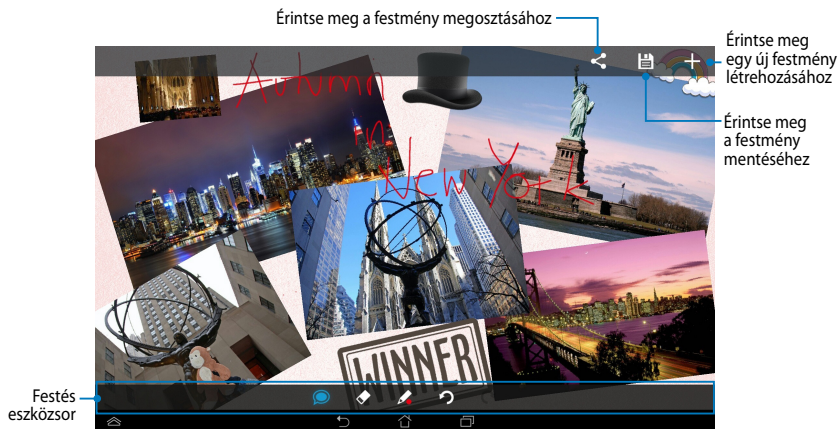 Érintse meg a festmény megosztásához
Érintse meg
egy új festmény
létrehozásához
Érintse meg
a festmény
mentéséhez
Autumn
in
New York
WINNER
Festés
eszközsor